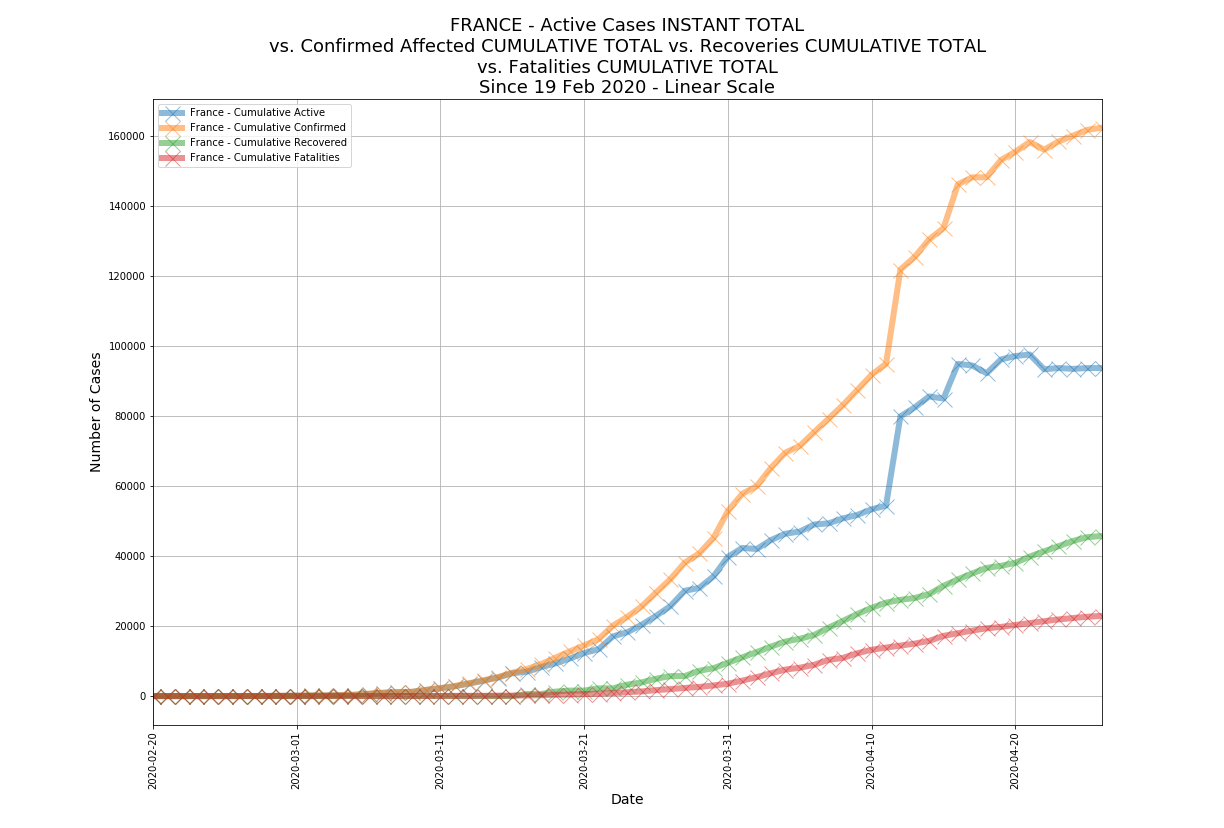 FRANCE - Active Cases INSTANT TOTAL
vs. Confirmed Affected CUMULATIVE TOTAL vs. Recoveries CUMULATIVE TOTAL
vs. Fatalities CUMULATIVE TOTAL
Since 19 Feb 2020 - Linear Scale
France - Cumulative Active
France - Cumulative Confirmed
France - Cumulative Recovered
France - Cumulative Fatalities
160000
140000
120000
100000
80000
60000
40000
20000
0
Number of Cases
2020-02-20
2020-03-01
2020-03-11
2020-03-21
2020-03-31
2020-04-10
2020-04-20
Date